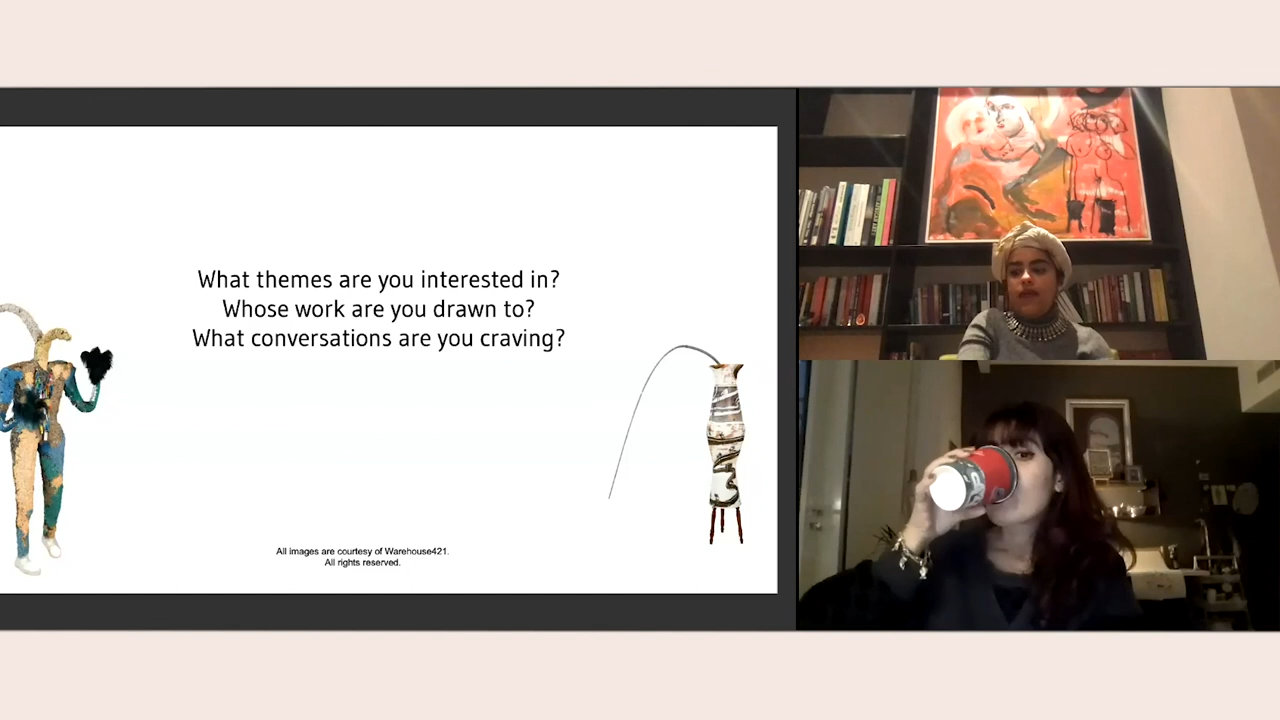 What themes are you interested in?
Whose work are you drawn to?
What conversations are you craving?
All images are courtesy of Warehouse421.
All rights reserved.